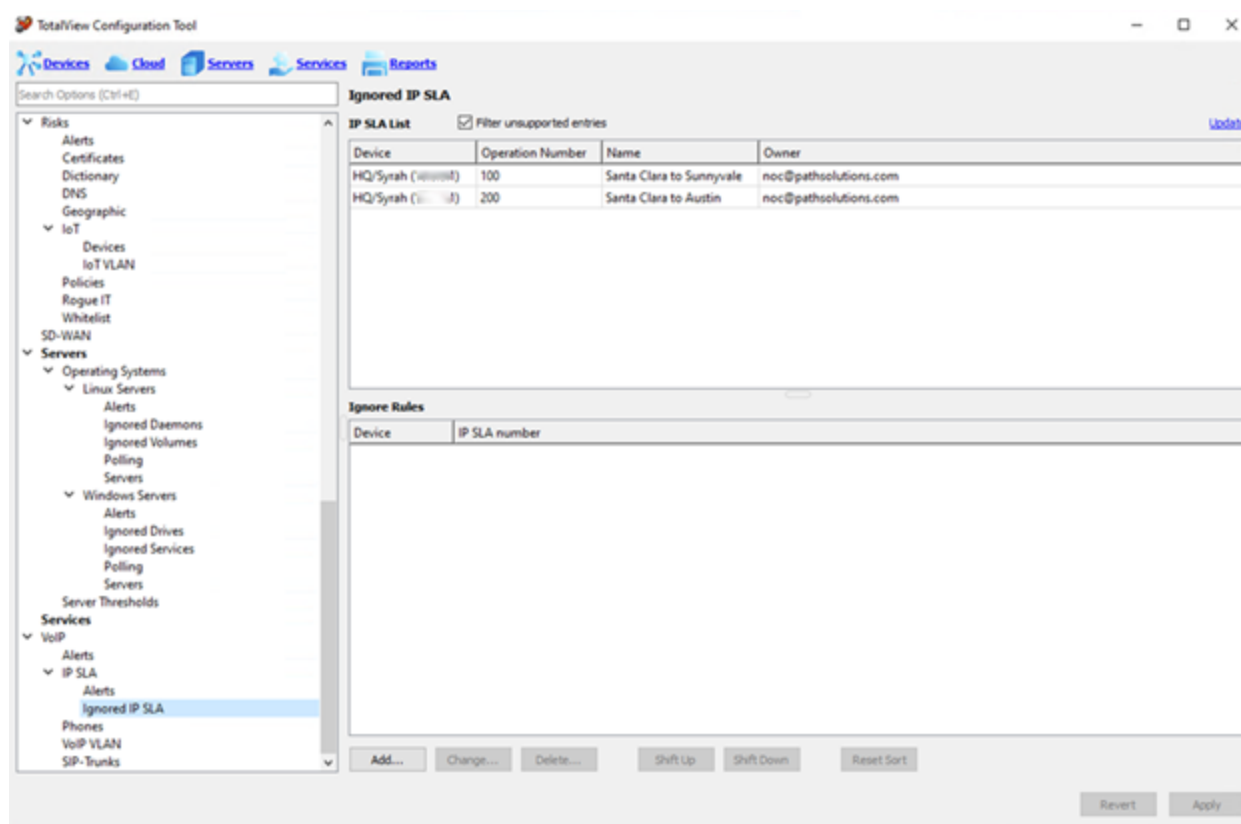 TotalView Configuration Tool
Devices Cloud Servers Services Reports
Search Options (Ctrl+E)
Risks
Alerts
Certificates
Dictionary
DNS
Geographic
IoT
Devices
IoT VLAN
Policies
Rogue IT
Whitelist
SD-WAN
Servers
Operating Systems
Linux Servers
Alerts
Ignored Daemons
Ignored Volumes
Polling
Servers
Windows Servers
Alerts
Ignored Drives
Ignored Services
Polling
Servers
Server Thresholds
Services
VoIP
Alerts
IP SLA
Alerts
Ignored IP SLA
Phones
VoIP VLAN
SIP-Trunks
Ignored IP SLA
IP SLA List Filter unsupported entries Updat
Device Operation Number Name Owner
HQ/Syrah 100 Santa Clara to Sunnyvale noc@pathsolutions.com
HQ/Syrah 200 Santa Clara to Austin noc@pathsolutions.com
Ignore Rules
Device IP SLA number
Add... Change... Delete... Shift Up Shift Down Reset Sort
Revert Apply